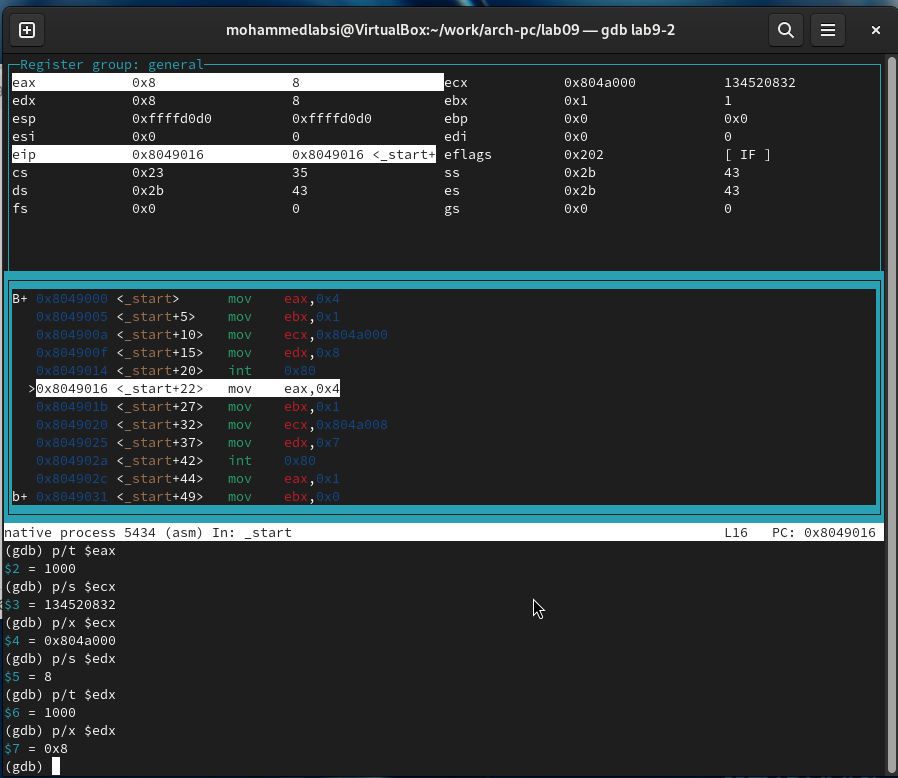 mohammedlabsi@VirtualBox:~/work/arch-pc/lab09 — gdb lab9-2
Register group: general
eax 0x8 8 ecx 0x804a000 134520832
edx 0x8 8 ebx 0x1 1
esp 0xffffd0d0 0xffffd0d0 ebp 0x0 0x0
esi 0x0 0 edi 0x0 0
eip 0x8049016 0x8049016 <_start+ eflags 0x202 [ IF ]
cs 0x23 35 ss 0x2b 43
ds 0x2b 43 es 0x2b 43
fs 0x0 0 gs 0x0 0
B+ 0x8049000 <_start> mov eax,0x4
0x8049005 <_start+5> mov ebx,0x1
0x804900a <_start+10> mov ecx,0x804a000
0x804900f <_start+15> mov edx,0x8
0x8049014 <_start+20> int 0x80
>0x8049016 <_start+22> mov eax,0x4
0x804901b <_start+27> mov ebx,0x1
0x8049020 <_start+32> mov ecx,0x804a008
0x8049025 <_start+37> mov edx,0x7
0x804902a <_start+42> int 0x80
0x804902c <_start+44> mov eax,0x1
b+ 0x8049031 <_start+49> mov ebx,0x0
native process 5434 (asm) In: _start L16 PC: 0x8049016
(gdb) p/t $eax
$2 = 1000
(gdb) p/s $ecx
$3 = 134520832
(gdb) p/x $ecx
$4 = 0x804a000
(gdb) p/s $edx
$5 = 8
(gdb) p/t $edx
$6 = 1000
(gdb) p/x $edx
$7 = 0x8
(gdb)